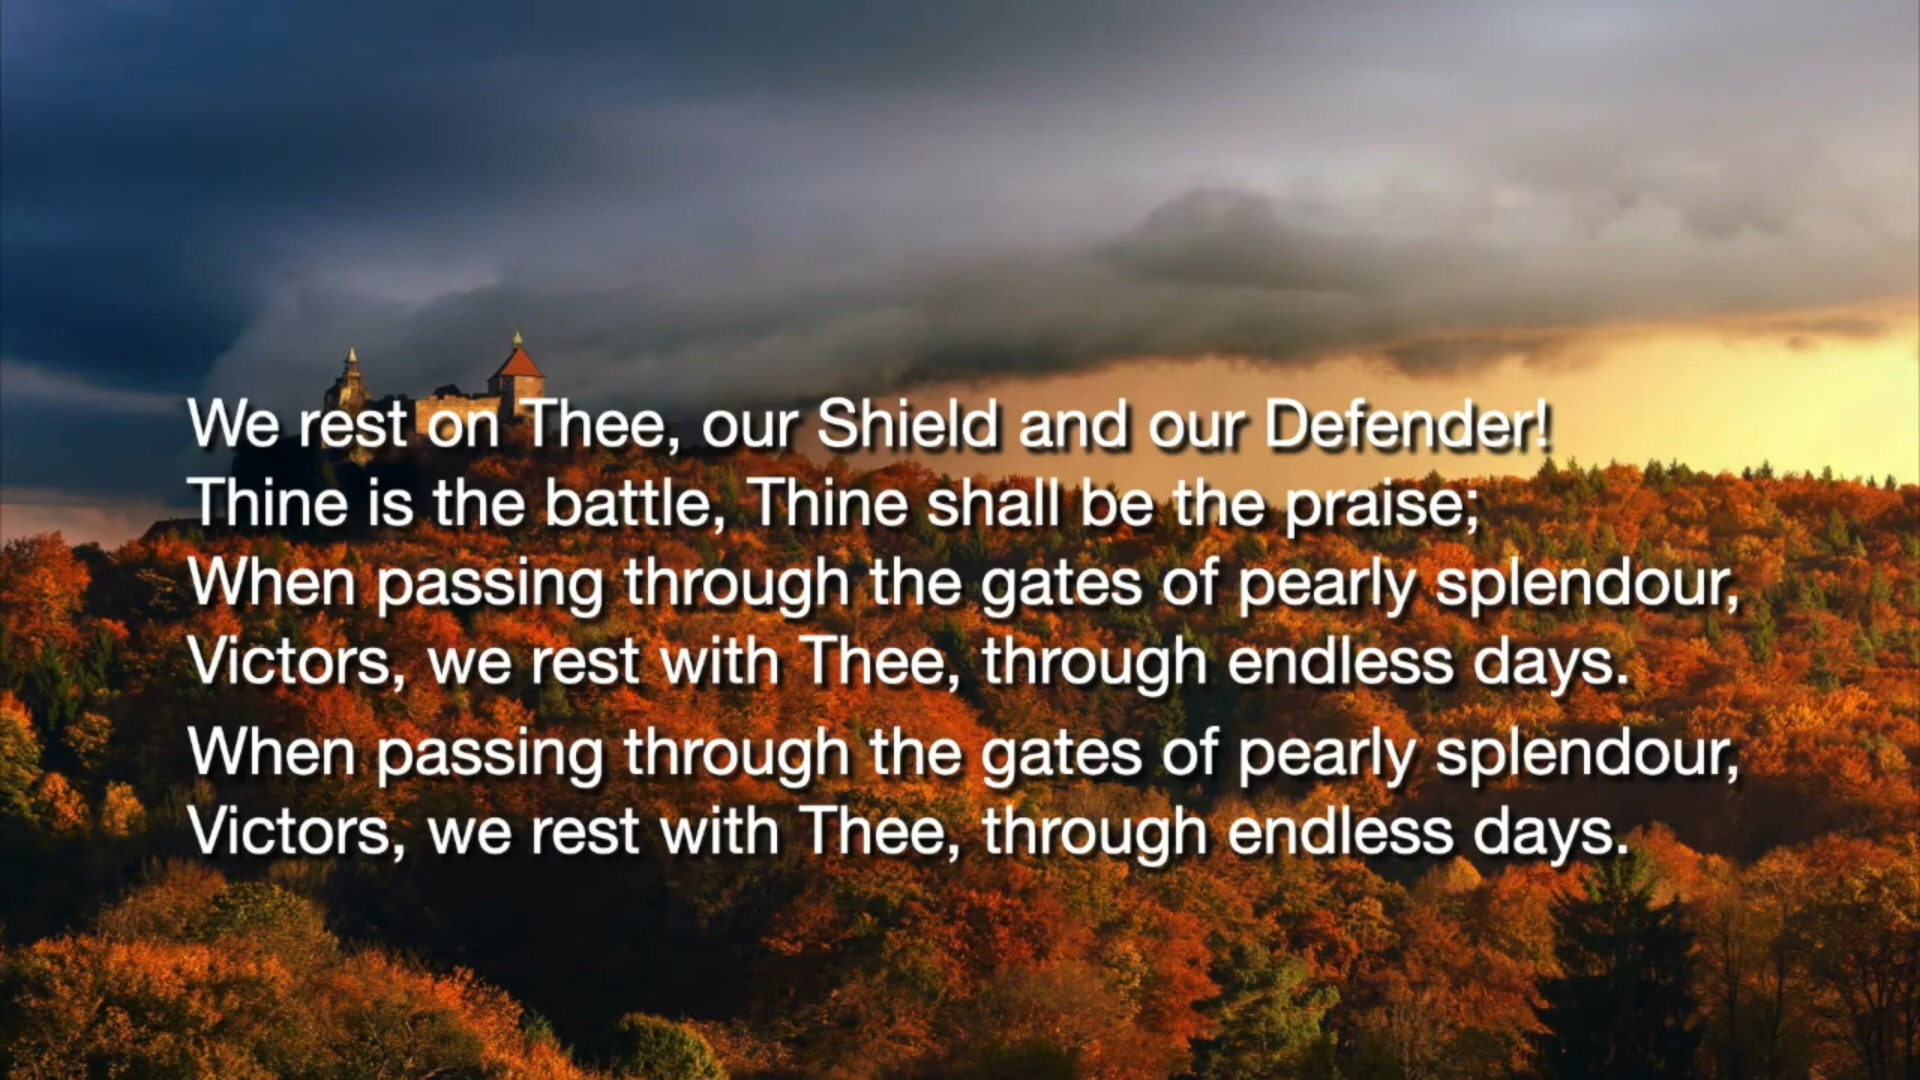 We rest on Thee, our Shield and our Defender!
Thine is the battle, Thine shall be the praise;
When passing through the gates of pearly splendour,
Victors, we rest with Thee, through endless days.
When passing through the gates of pearly splendour,
Victors, we rest with Thee, through endless days.